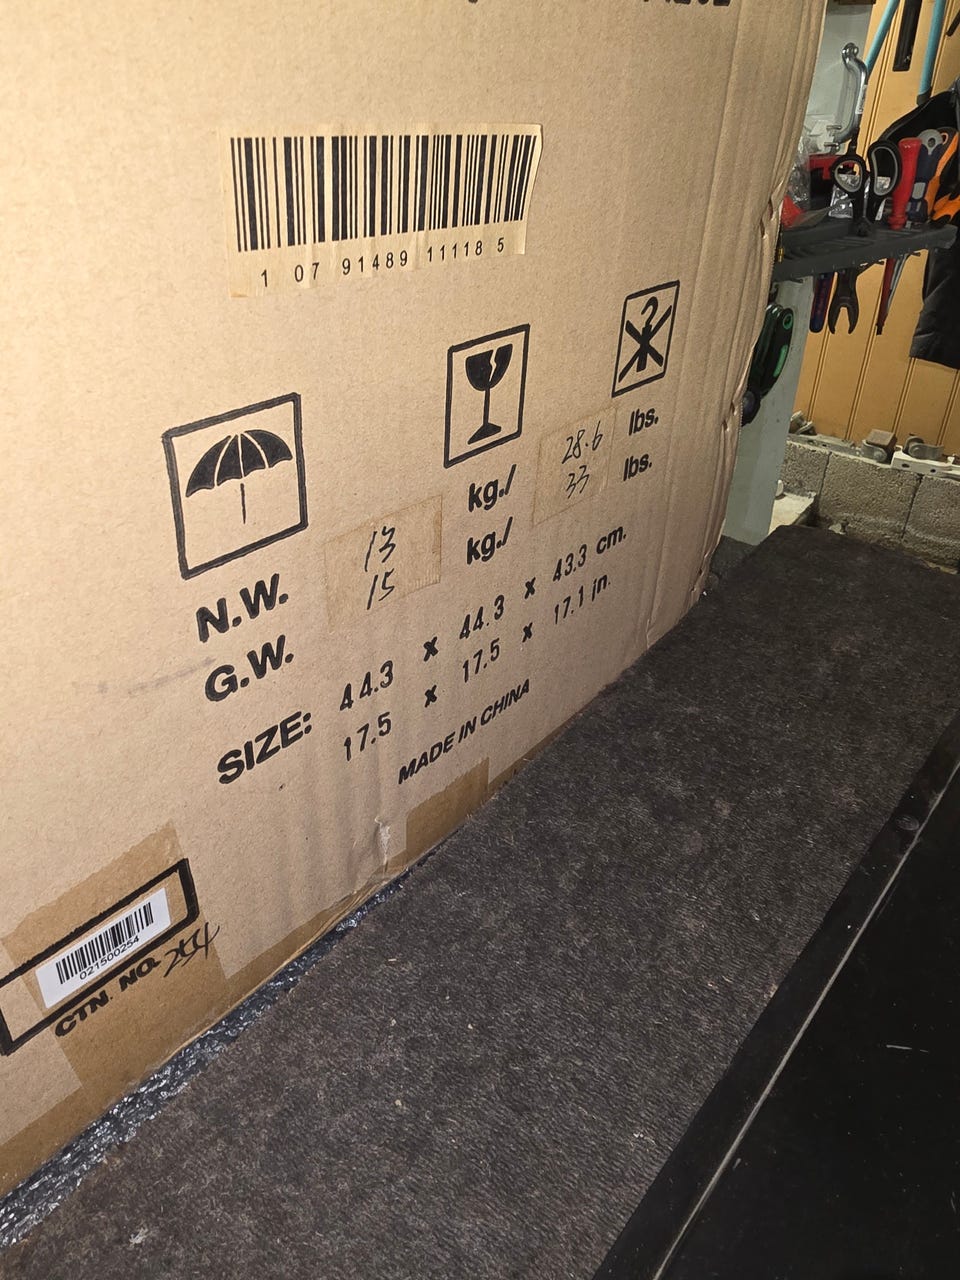 1 07 91489 11118 5
N.W. 13 kg./ 28.6 lbs.
G.W. 15 kg./ 33 lbs.
SIZE: 44.3 x 44.3 x 43.3 cm.
17.5 x 17.5 x 17.1 in.
MADE IN CHINA
021500254
CTN. NO. 254